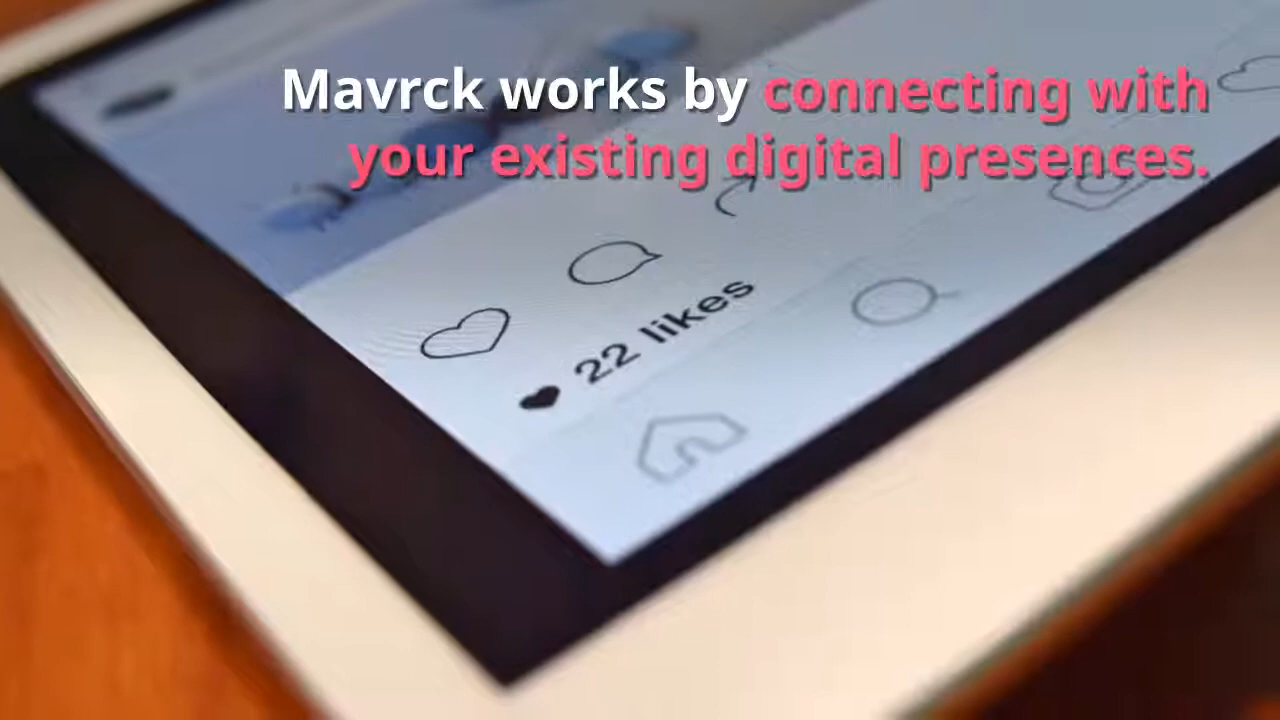 Mavrck works by connecting with
your existing digital presences.
22 likes